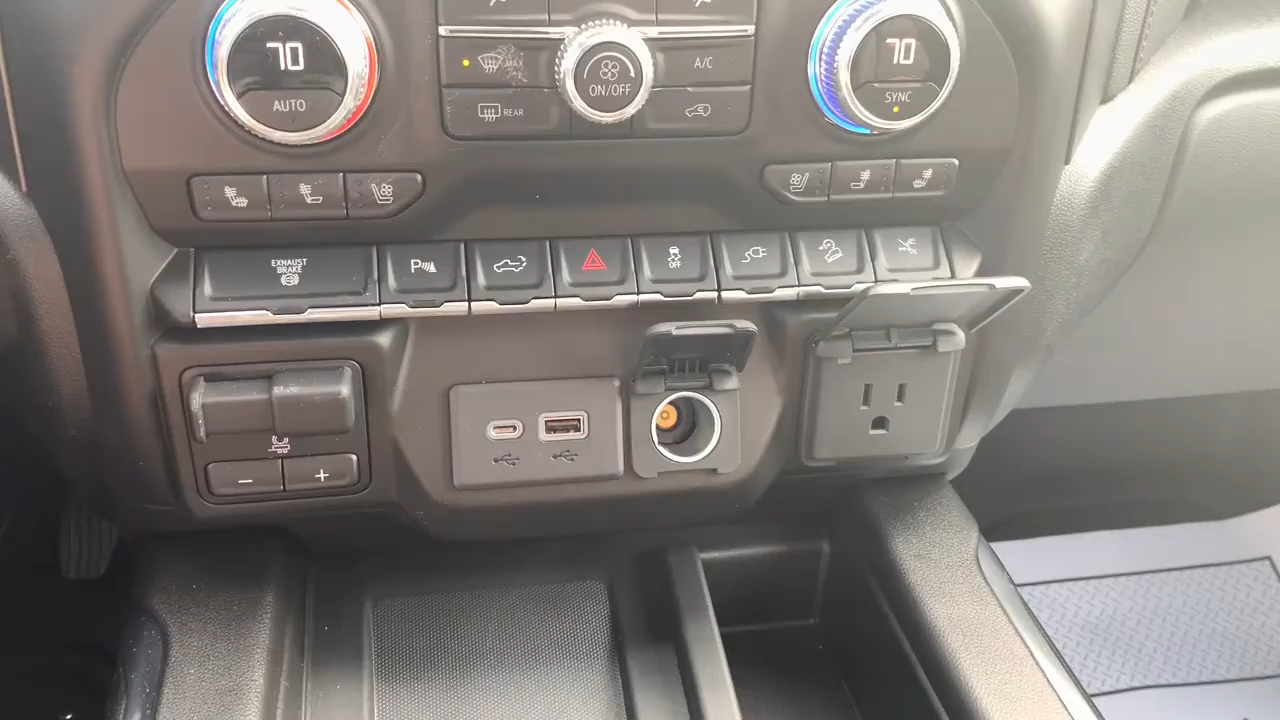 70
AUTO
MAX
ON/OFF
A/C
REAR
70
SYNC
EXHAUST
BRAKE
P
OFF
-
+